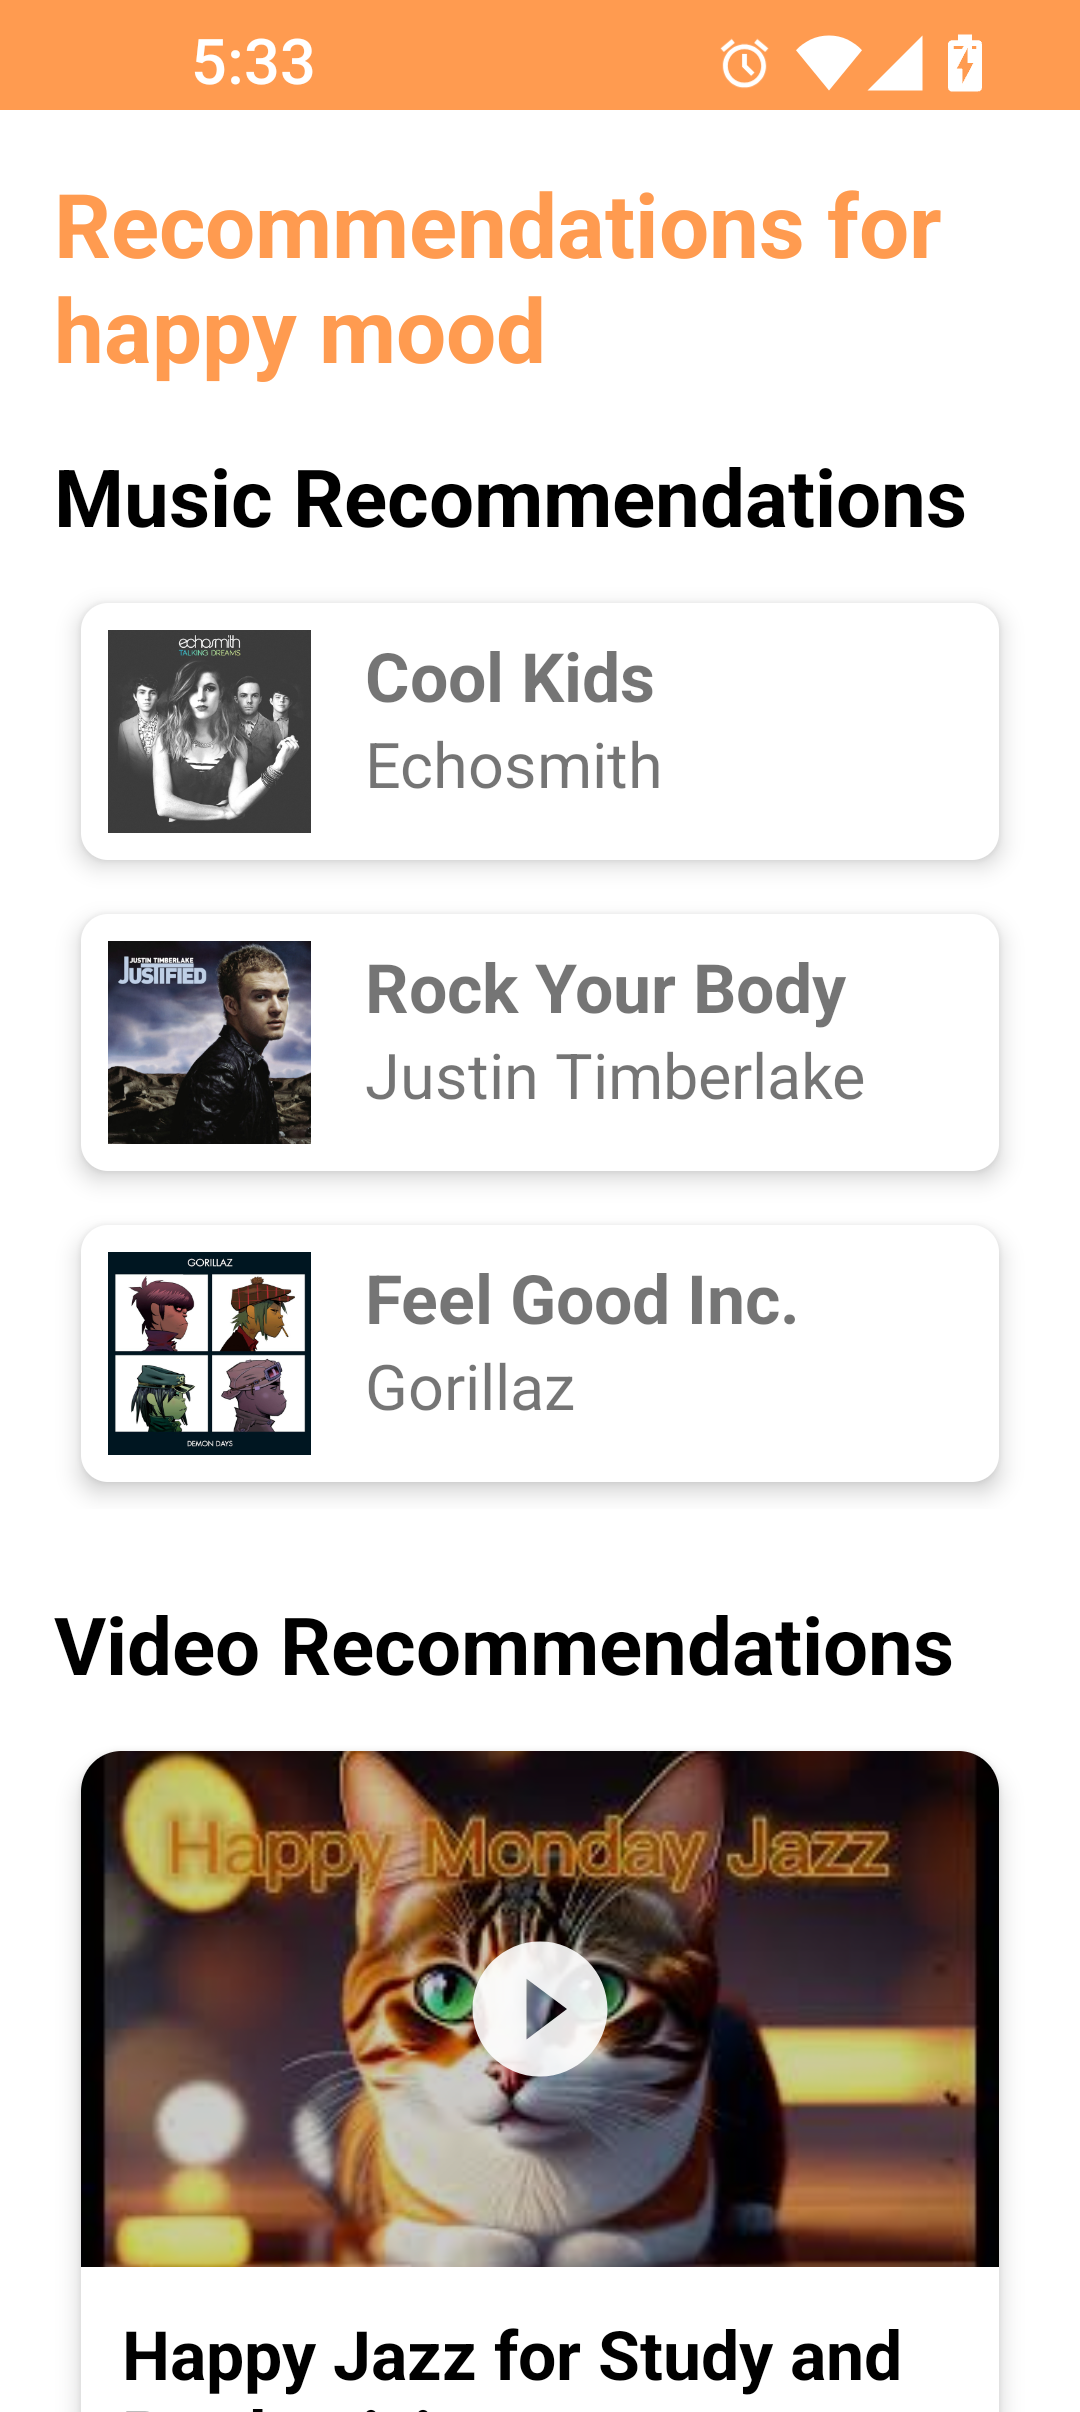 5:33
Recommendations for
happy mood
Music Recommendations
echosmith
TALKING DREAMS
Cool Kids
Echosmith
JUSTIN TIMBERLAKE
JUSTIFIED
Rock Your Body
Justin Timberlake
GORILLAZ
DEMON DAYS
Feel Good Inc.
Gorillaz
Video Recommendations
Happy Monday Jazz
Happy Jazz for Study and